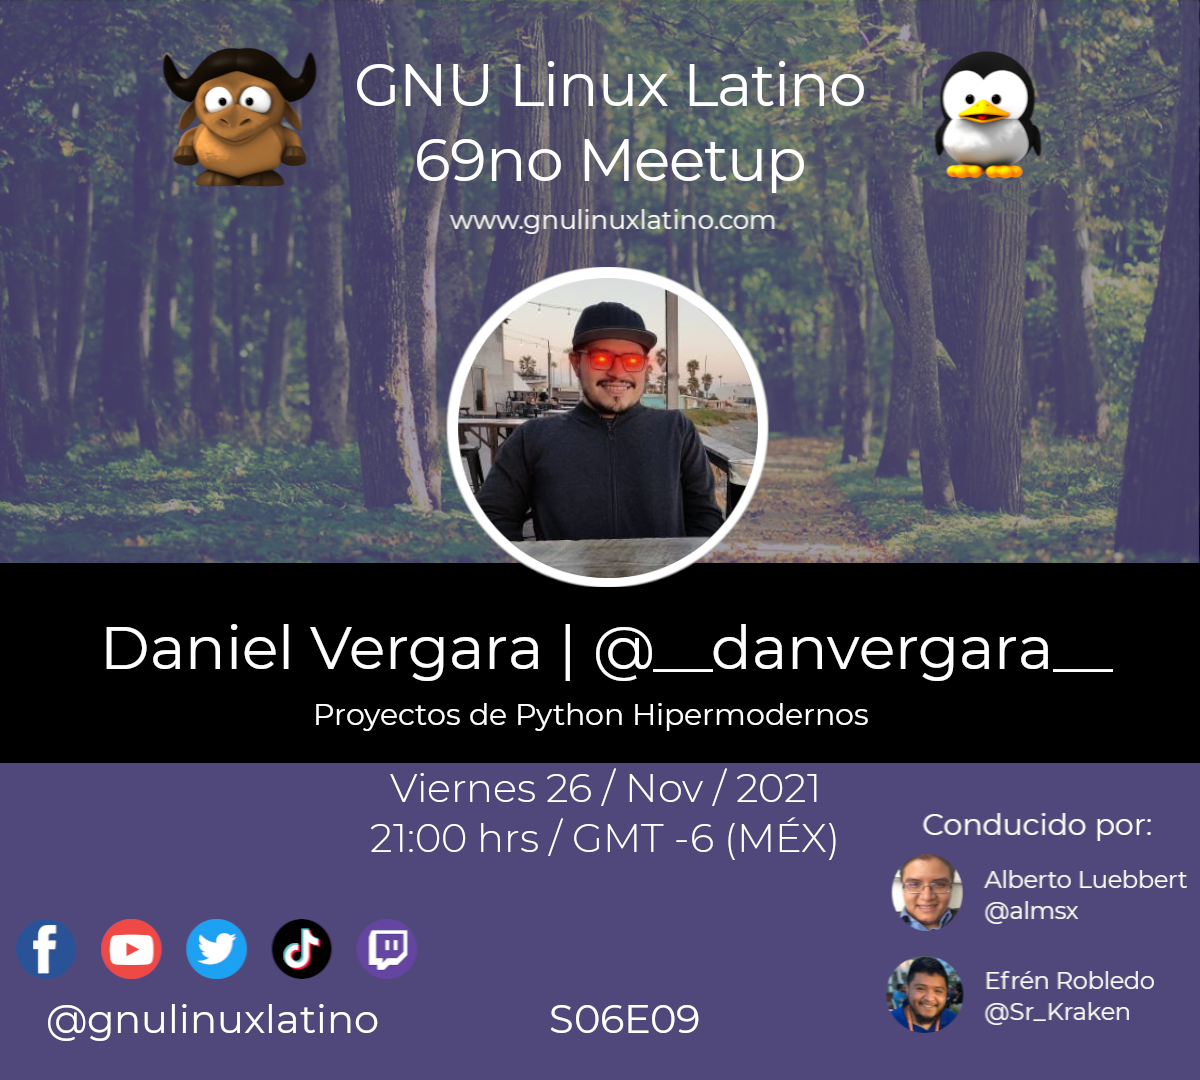 GNU Linux Latino
69no Meetup
www.gnulinuxlatino.com
Daniel Vergara | @__danvergara__
Proyectos de Python Hipermodernos
Viernes 26 / Nov / 2021
21:00 hrs / GMT -6 (MÉX)
Conducido por:
Alberto Luebbert
@almsx
Efrén Robledo
@Sr_Kraken
@gnulinuxlatino
S06E09